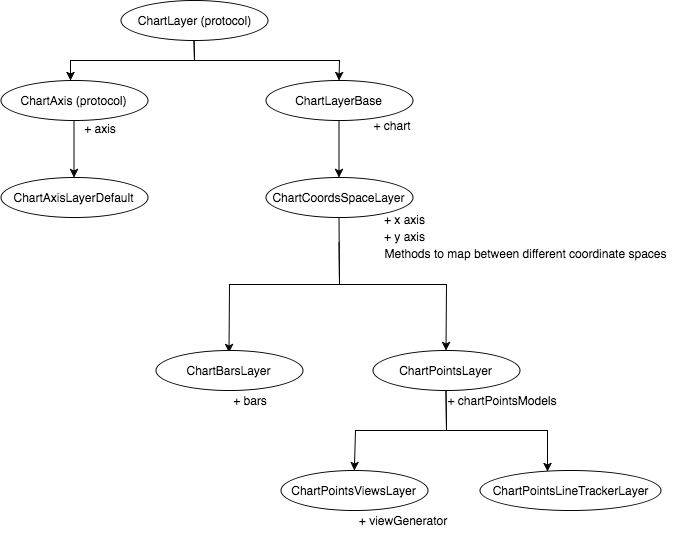 ChartLayer (protocol)
ChartAxis (protocol)
ChartLayerBase
+ axis
+ chart
ChartAxisLayerDefault
ChartCoordsSpaceLayer
+ x axis
+ y axis
Methods to map between different coordinate spaces
ChartBarsLayer
ChartPointsLayer
+ bars
+ chartPointsModels
ChartPointsViewsLayer
ChartPointsLineTrackerLayer
+ viewGenerator